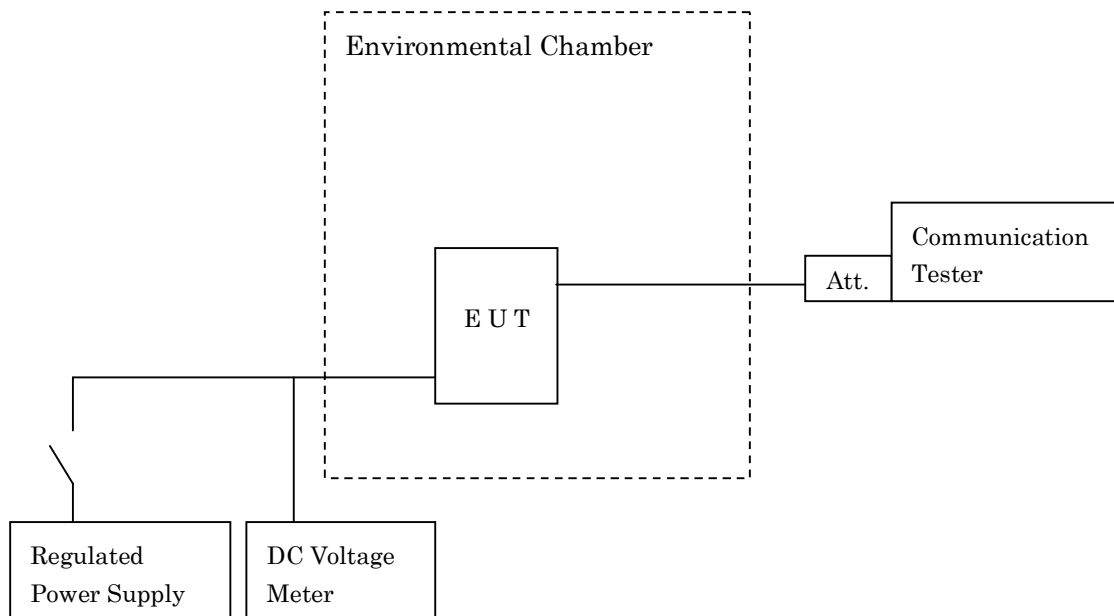 Environmental Chamber
Communication
Tester
Att.
E U T
Regulated
Power Supply
DC Voltage
Meter